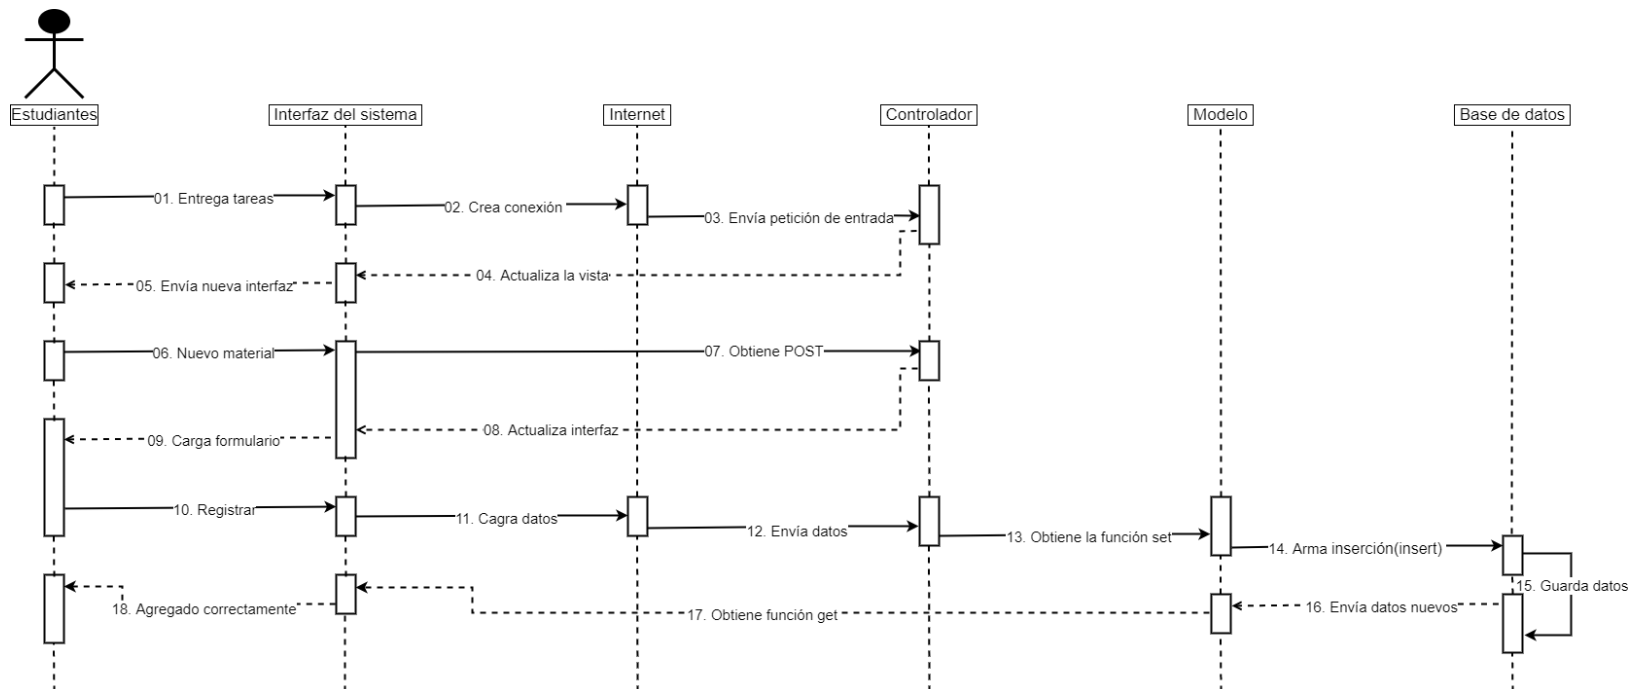 Estudiantes
Interfaz del sistema
Internet
Controlador
Modelo
Base de datos
01. Entrega tareas
02. Crea conexión
03. Envía petición de entrada
04. Actualiza la vista
05. Envía nueva interfaz
06. Nuevo material
07. Obtiene POST
08. Actualiza interfaz
09. Carga formulario
10. Registrar
11. Cagra datos
12. Envía datos
13. Obtiene la función set
14. Arma inserción(insert)
15. Guarda datos
16. Envía datos nuevos
17. Obtiene función get
18. Agregado correctamente